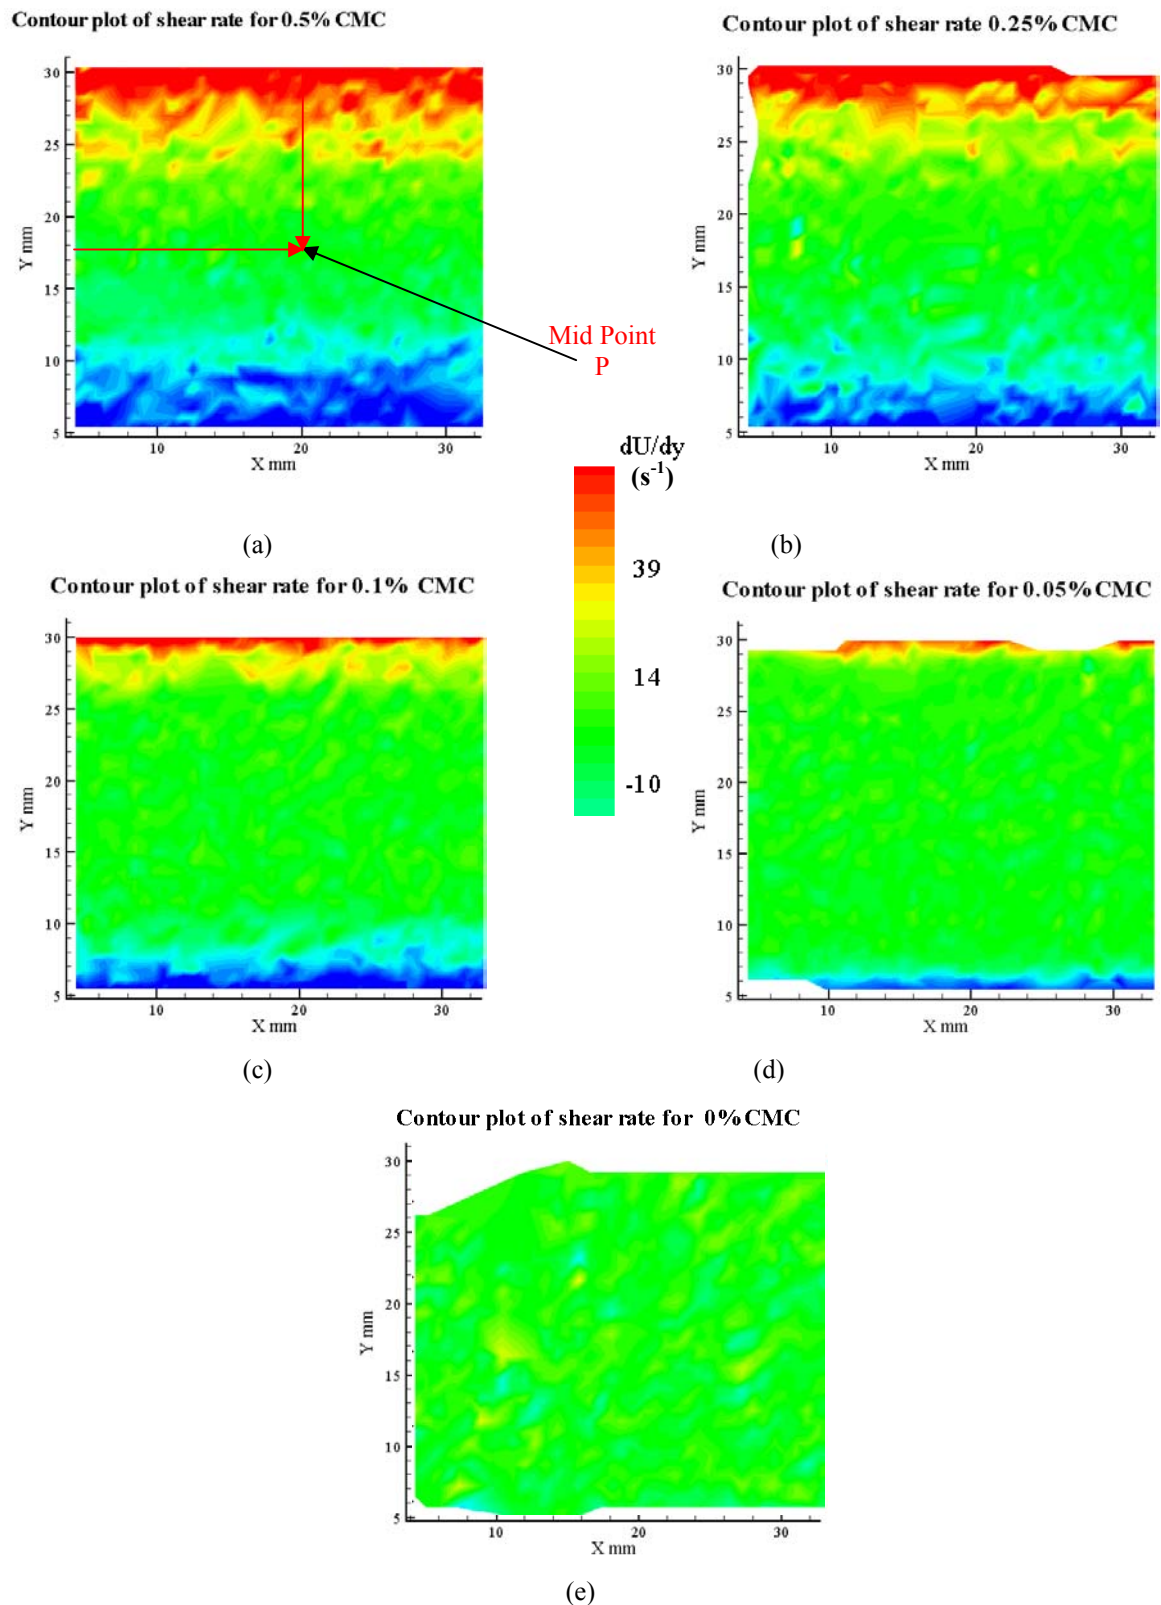 Contour plot of shear rate for 0.5% CMC
Contour plot of shear rate 0.25% CMC
30
25
20
15
10
5
Y mm
10
20
30
X mm
Mid Point
P
30
25
20
15
10
5
Y mm
10
20
30
X mm
(a)
(b)
dU/dy
(s-1)
39
14
-10
Contour plot of shear rate for 0.1% CMC
Contour plot of shear rate for 0.05% CMC
30
25
20
15
10
5
Y mm
10
20
30
X mm
30
25
20
15
10
5
Y mm
10
20
30
X mm
(c)
(d)
Contour plot of shear rate for 0% CMC
30
25
20
15
10
5
Y mm
10
20
30
X mm
(e)